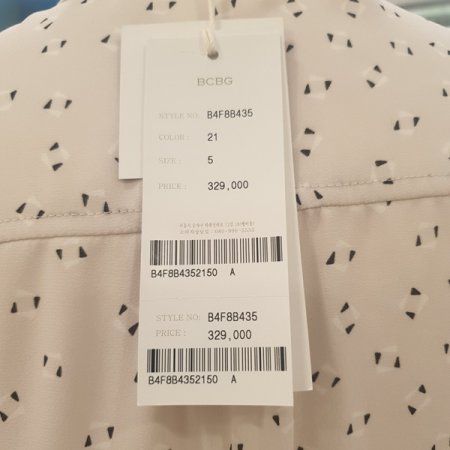 BCBG
STYLE NO: B4F8B435
COLOR : 21
SIZE : 5
PRICE : 329,000
B4F8B4352150 A
STYLE NO: B4F8B435
PRICE: 329,000
B4F8B4352150 A